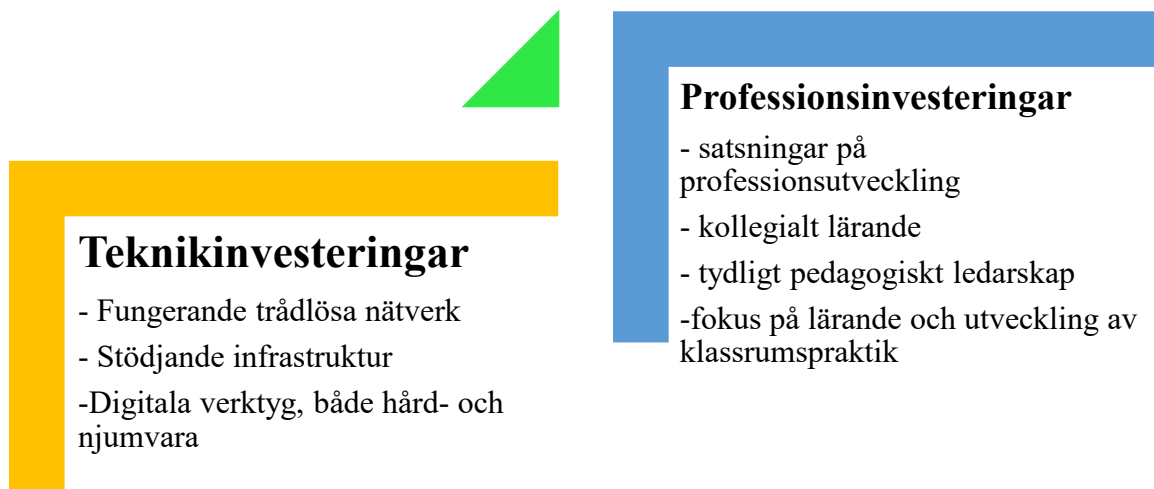 Teknikinvesteringar
- Fungerande trådlösa nätverk
- Stödjande infrastruktur
-Digitala verktyg, både hård- och
njumvara
Professionsinvesteringar
- satsningar på
professionsutveckling
- kollegialt lärande
- tydligt pedagogiskt ledarskap
-fokus på lärande och utveckling av
klassrumspraktik